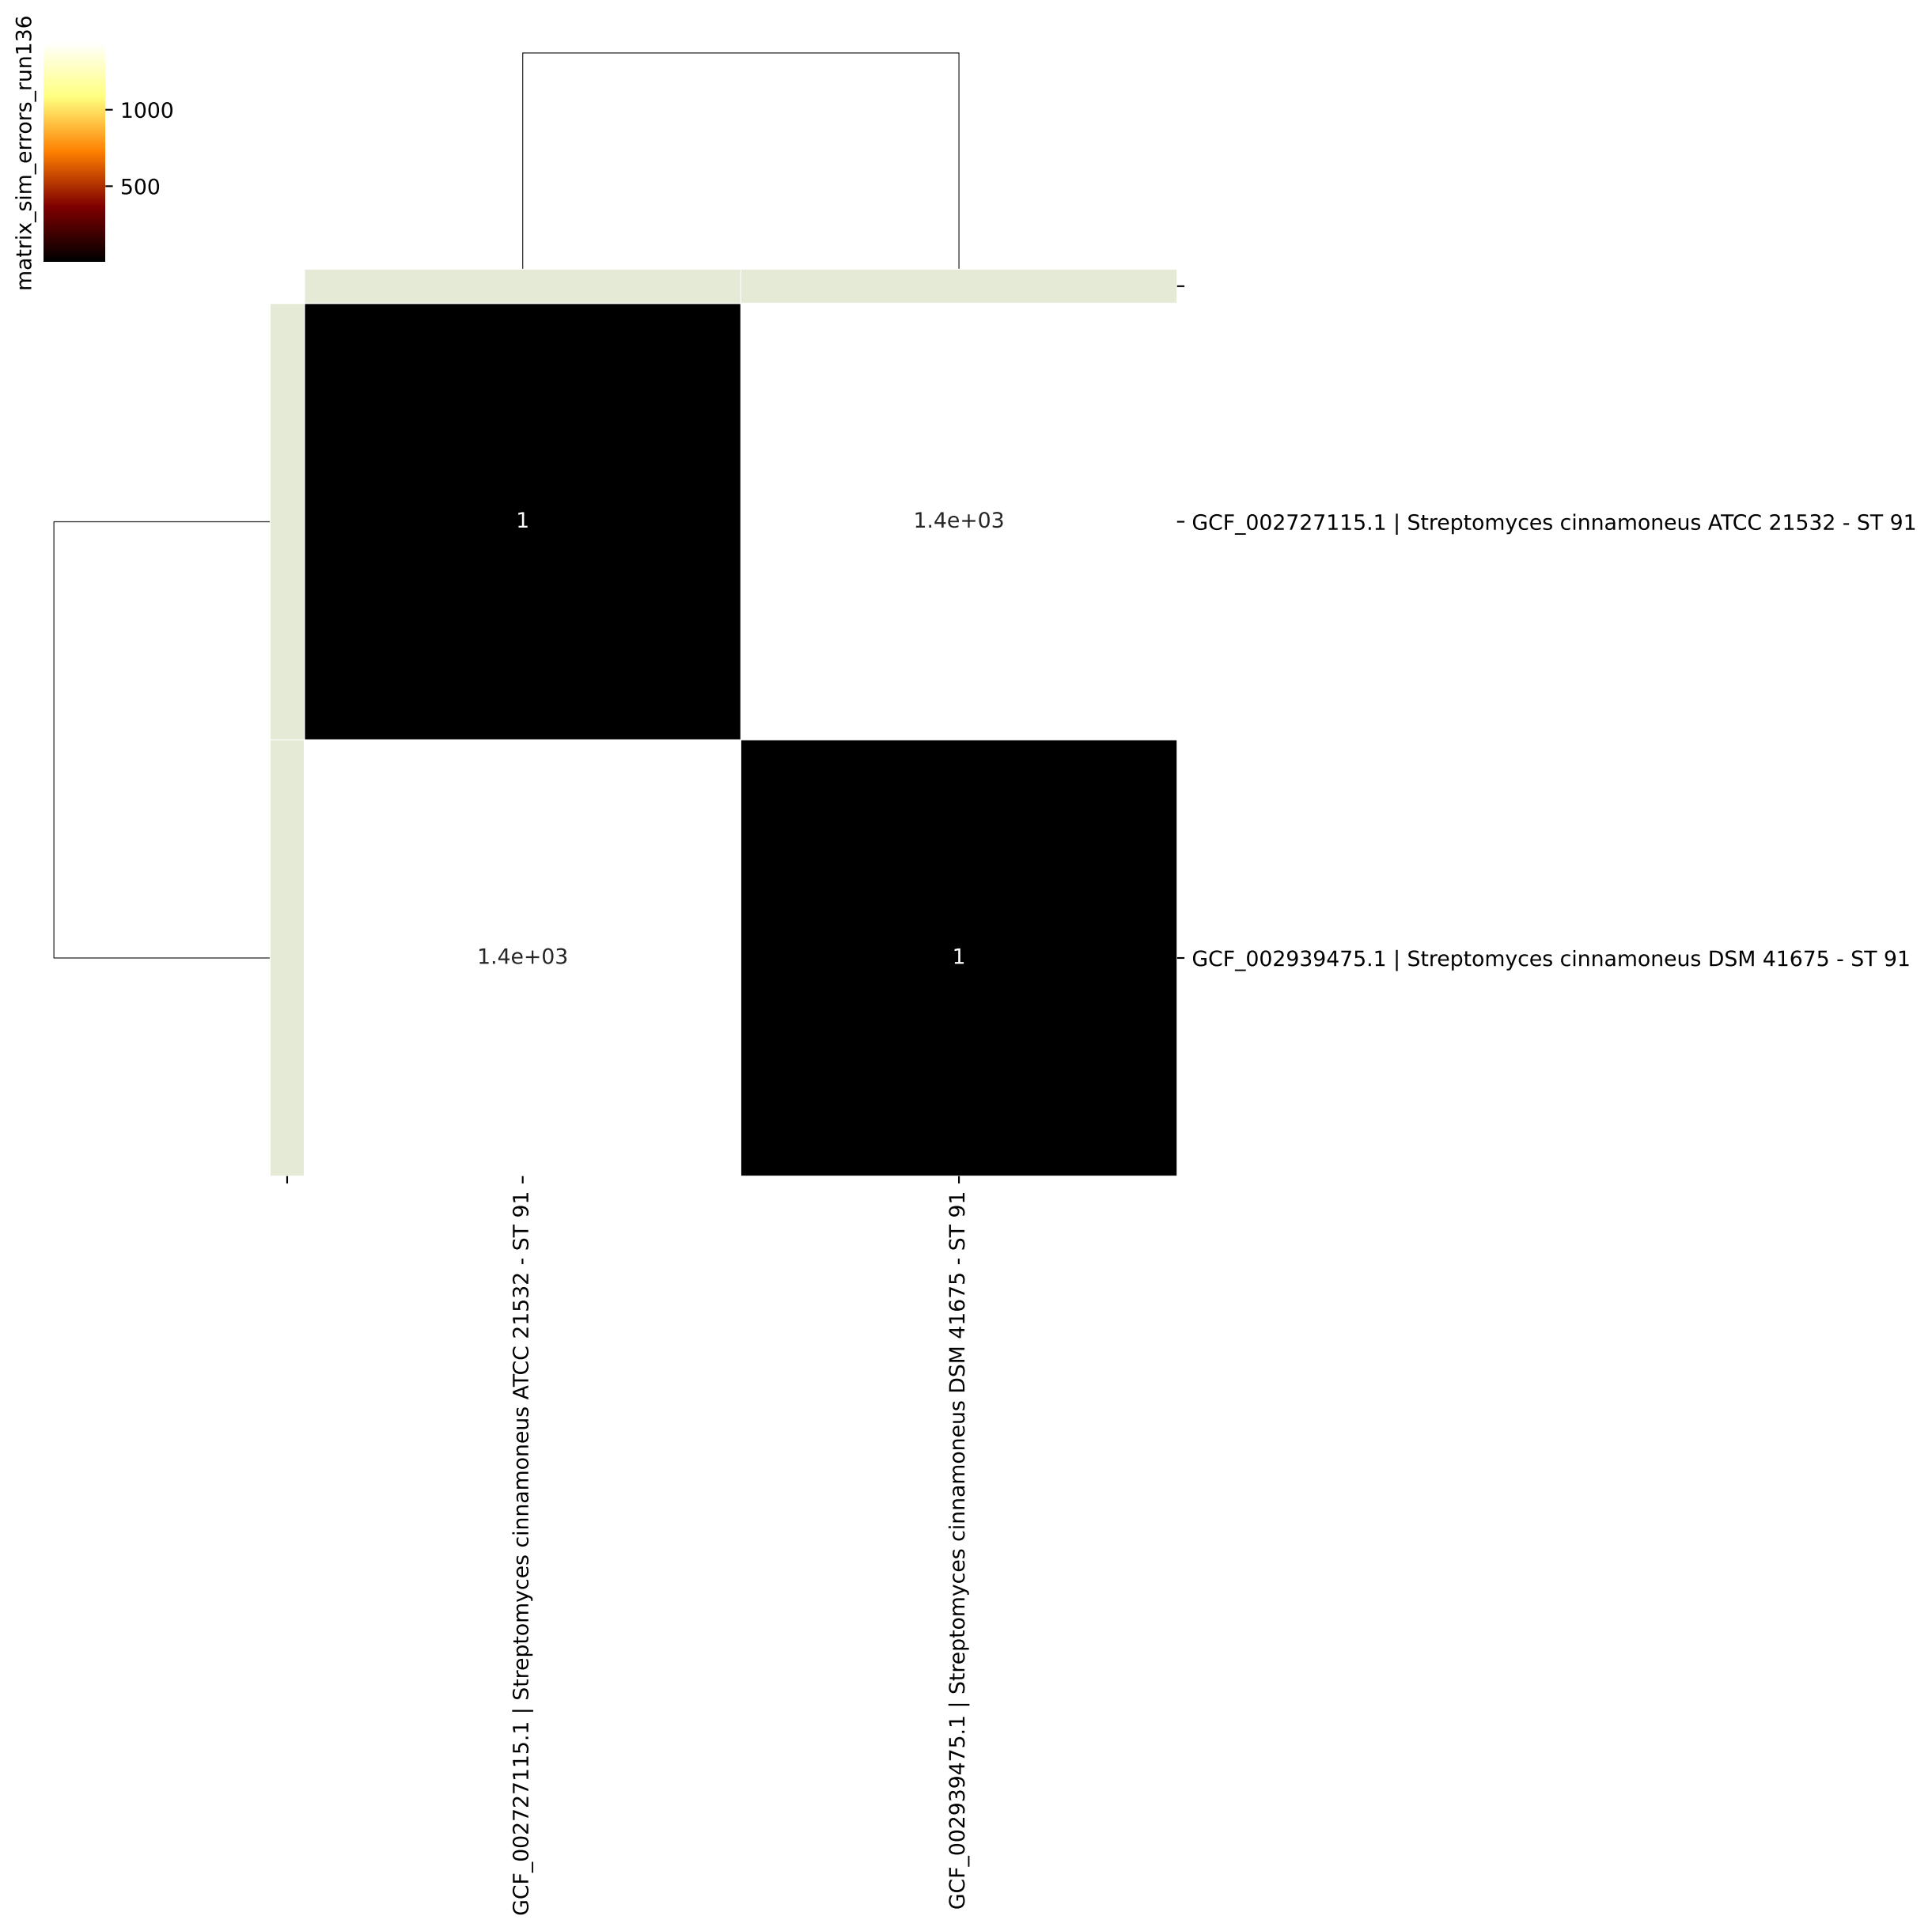 matrix_sim_errors_run136
1000
500
1
1.4e+03
GCF_002727115.1 | Streptomyces cinnamoneus ATCC 21532 - ST 91
1.4e+03
1
GCF_002939475.1 | Streptomyces cinnamoneus DSM 41675 - ST 91
GCF_002727115.1 | Streptomyces cinnamoneus ATCC 21532 - ST 91
GCF_002939475.1 | Streptomyces cinnamoneus DSM 41675 - ST 91